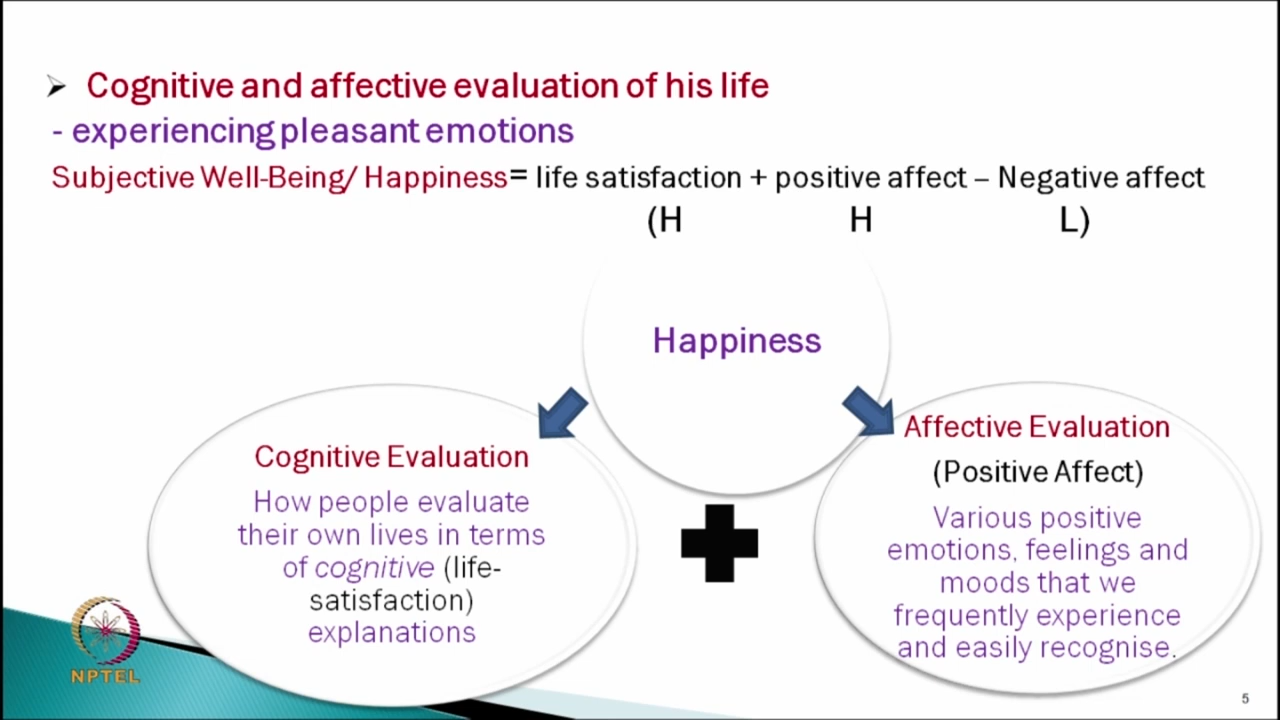 Cognitive and affective evaluation of his life
- experiencing pleasant emotions
Subjective Well-Being/ Happiness= life satisfaction + positive affect – Negative affect
(H H L)
Happiness
Cognitive Evaluation
How people evaluate
their own lives in terms
of cognitive (life-
satisfaction)
explanations
Affective Evaluation
(Positive Affect)
Various positive
emotions, feelings and
moods that we
frequently experience
and easily recognise.
NPTEL
5